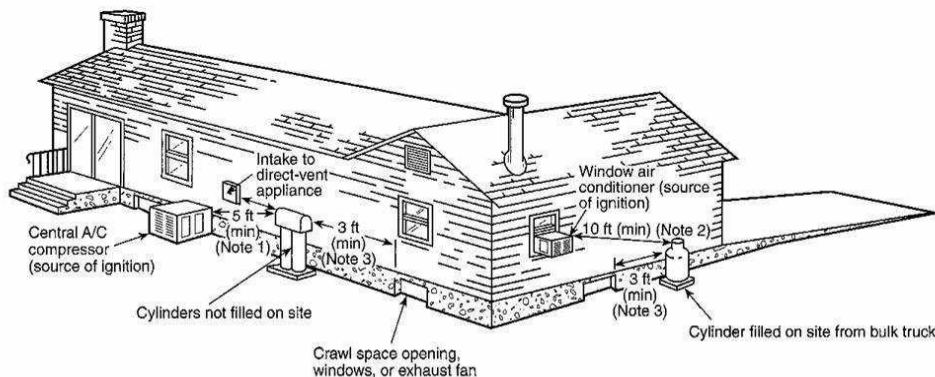 Intake to
direct-vent
appliance
Window air
conditioner (source
of ignition)
5 ft
(min)
(Note 1)
3 ft
(min)
(Note 3)
10 ft (min) (Note 2)
Central A/C
compressor
(source of ignition)
3 ft
(min)
(Note 3)
Cylinders not filled on site
Cylinder filled on site from bulk truck
Crawl space opening,
windows, or exhaust fan